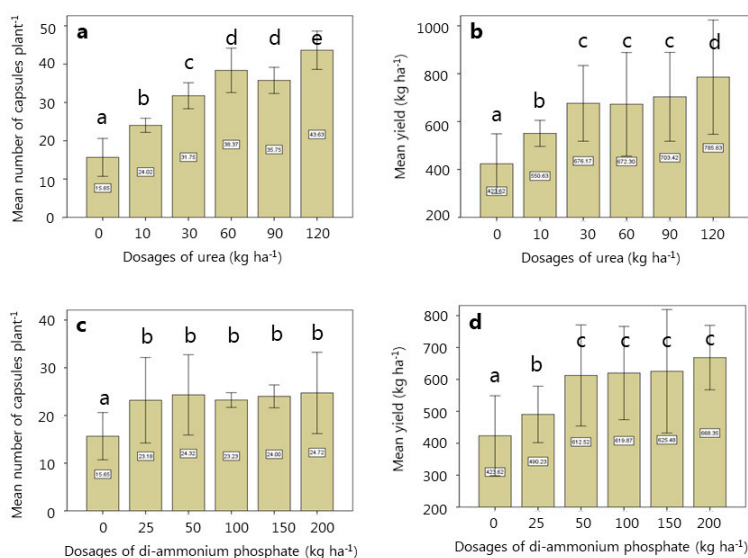 a
Mean number of capsules plant⁻¹
50
40
30
20
10
0
a b c d d e
15.65 24.02 31.75 38.37 35.75 43.63
0 10 30 60 90 120
Dosages of urea (kg ha⁻¹)
b
Mean yield (kg ha⁻¹)
1000
800
600
400
200
a b c c c d
423.62 550.63 676.17 672.30 703.42 785.83
0 10 30 60 90 120
Dosages of urea (kg ha⁻¹)
c
Mean number of capsules plant⁻¹
40
30
20
10
0
a b b b b b
15.65 23.18 24.32 23.23 24.00 24.72
0 25 50 100 150 200
Dosages of di-ammonium phosphate (kg ha⁻¹)
d
Mean yield (kg ha⁻¹)
800
700
600
500
400
300
200
a b c c c c
423.62 490.23 612.52 619.87 625.48 668.35
0 25 50 100 150 200
Dosages of di-ammonium phosphate (kg ha⁻¹)